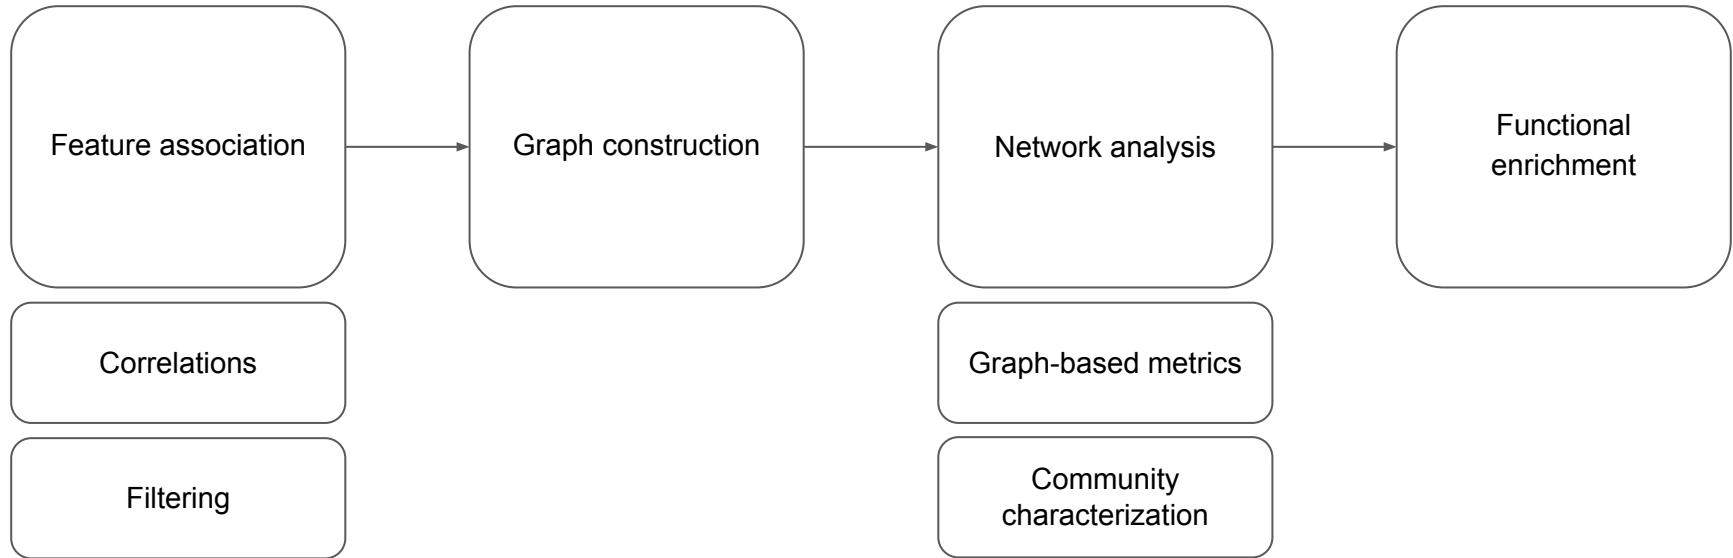 Feature association
Graph construction
Network analysis
Functional
enrichment
Correlations
Graph-based metrics
Filtering
Community
characterization